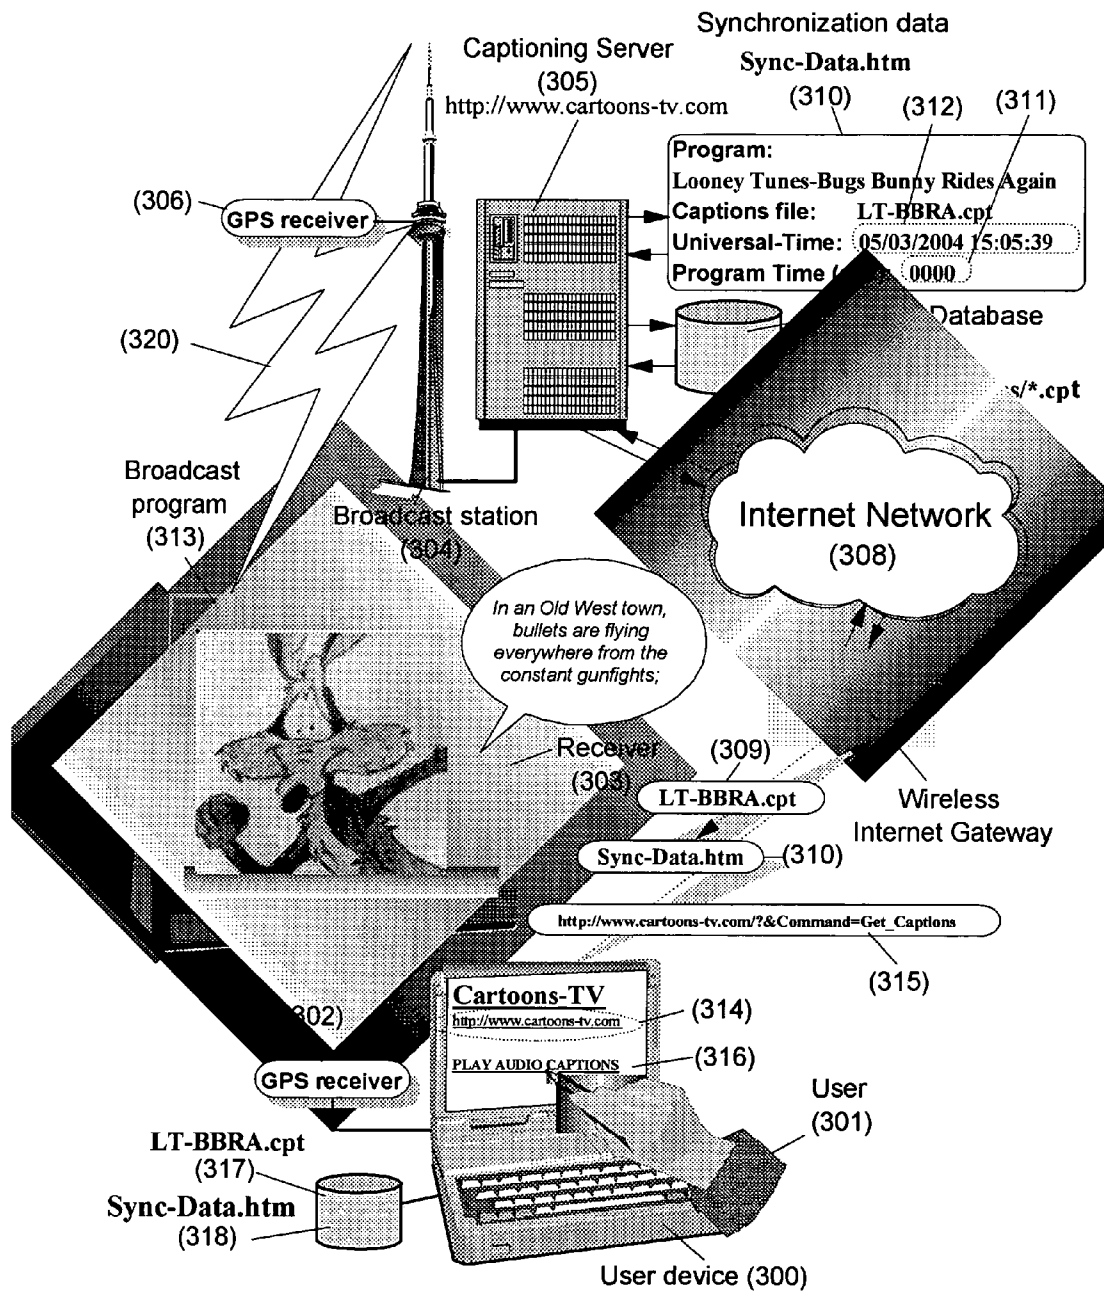 Synchronization data
Sync-Data.htm
(310)
(312)
(311)
Captioning Server
(305)
http://www.cartoons-tv.com
Program:
Looney Tunes-Bugs Bunny Rides Again
Captions file: LT-BBRA.cpt
Universal-Time: 05/03/2004 15:05:39
Program Time
0000
(306)
GPS receiver
(320)
Database
/*.cpt
Broadcast
program
(313)
Broadcast station
(304)
Internet Network
(308)
In an Old West town,
bullets are flying
everywhere from the
constant gunfights;
Receiver
(303)
(309)
LT-BBRA.cpt
Wireless
Internet Gateway
Sync-Data.htm
(310)
http://www.cartoons-tv.com/?&Command=Get_Captions
(315)
302)
Cartoons-TV
http://www.cartoons-tv.com
(314)
PLAY AUDIO CAPTIONS
(316)
GPS receiver
User
(301)
LT-BBRA.cpt
(317)
Sync-Data.htm
(318)
User device (300)